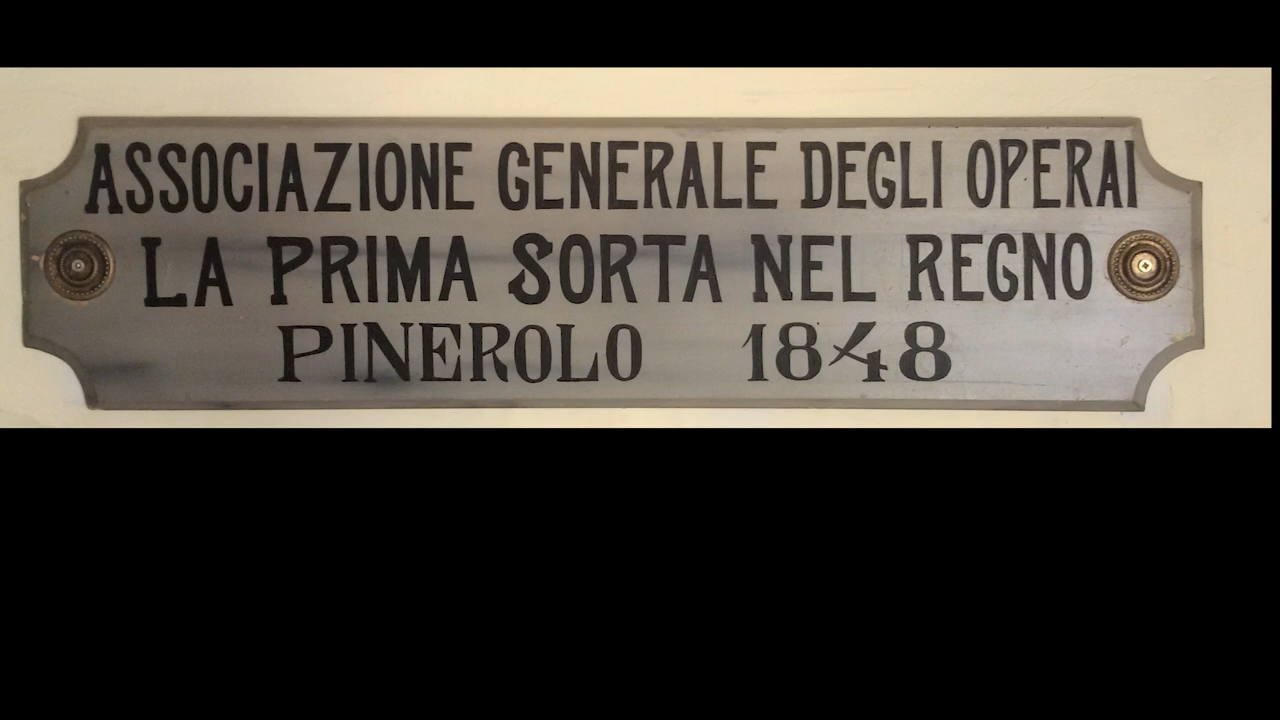 ASSOCIAZIONE GENERALE DEGLI OPERAI
LA PRIMA SORTA NEL REGNO
PINEROLO 1848